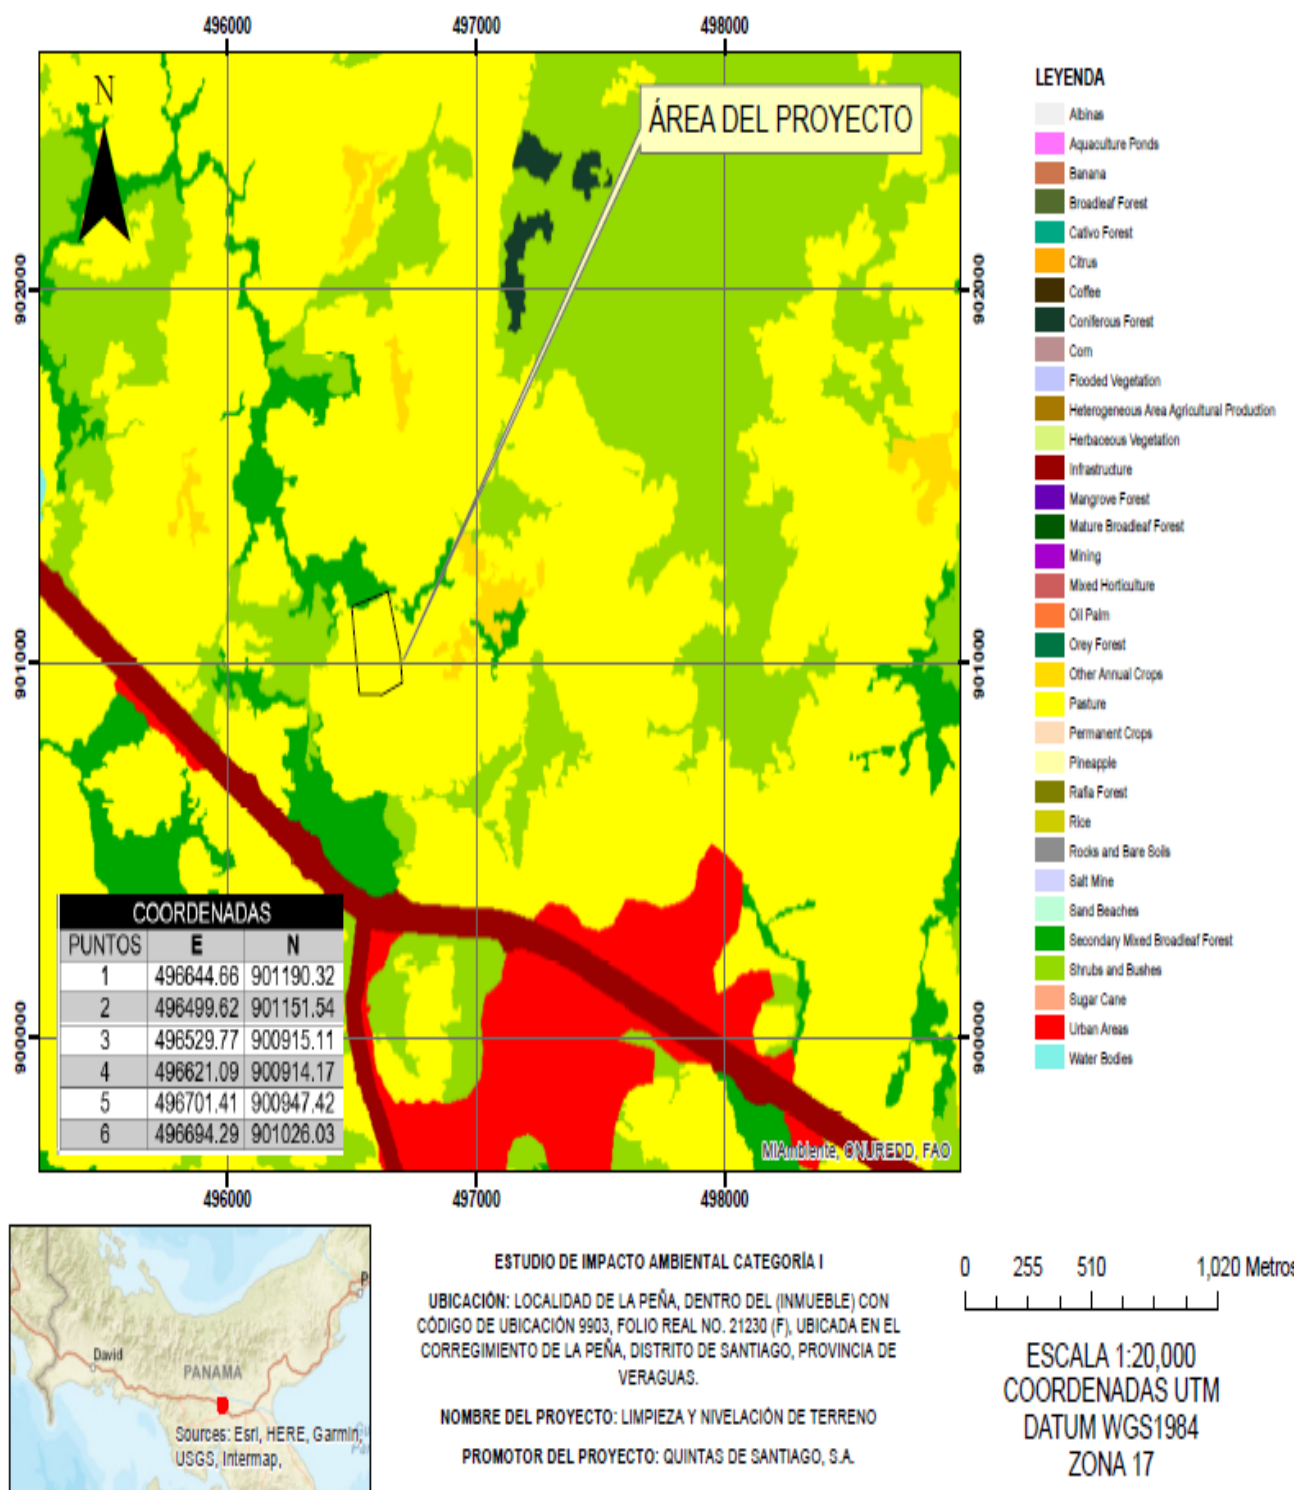 496000 497000 498000
N
ÁREA DEL PROYECTO
902000 902000
901000 901000
900000 900000
COORDENADAS
PUNTOS E N
1 496644.66 901190.32
2 496499.62 901151.54
3 496529.77 900915.11
4 496621.09 900914.17
5 496701.41 900947.42
6 496694.29 901026.03
MiAmbiente, ONUREDD, FAO
496000 497000 498000
LEYENDA
Albinas
Aquaculture Ponds
Banana
Broadleaf Forest
Cativo Forest
Citrus
Coffee
Coniferous Forest
Corn
Flooded Vegetation
Heterogeneous Area Agricultural Production
Herbaceous Vegetation
Infrastructure
Mangrove Forest
Mature Broadleaf Forest
Mining
Mixed Horticulture
Oil Palm
Orey Forest
Other Annual Crops
Pasture
Permanent Crops
Pineapple
Rafia Forest
Rice
Rocks and Bare Soils
Salt Mine
Sand Beaches
Secondary Mixed Broadleaf Forest
Shrubs and Bushes
Sugar Cane
Urban Areas
Water Bodies
David
PANAMA
Sources: Esri, HERE, Garmin,
USGS, Intermap,
ESTUDIO DE IMPACTO AMBIENTAL CATEGORÍA I
UBICACIÓN: LOCALIDAD DE LA PEÑA, DENTRO DEL (INMUEBLE) CON
CÓDIGO DE UBICACIÓN 9903, FOLIO REAL NO. 21230 (F), UBICADA EN EL
CORREGIMIENTO DE LA PEÑA, DISTRITO DE SANTIAGO, PROVINCIA DE
VERAGUAS.
NOMBRE DEL PROYECTO: LIMPIEZA Y NIVELACIÓN DE TERRENO
PROMOTOR DEL PROYECTO: QUINTAS DE SANTIAGO, S.A.
0 255 510 1,020 Metros
ESCALA 1:20,000
COORDENADAS UTM
DATUM WGS1984
ZONA 17